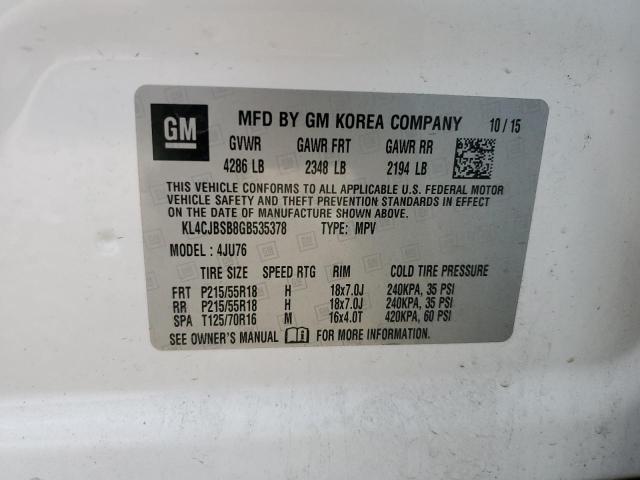 GM
MFD BY GM KOREA COMPANY 10 / 15
GVWR GAWR FRT GAWR RR
4286 LB 2348 LB 2194 LB
THIS VEHICLE CONFORMS TO ALL APPLICABLE U.S. FEDERAL MOTOR
VEHICLE SAFETY AND THEFT PREVENTION STANDARDS IN EFFECT
ON THE DATE OF MANUFACTURE SHOWN ABOVE.
KL4CJBSB8GB535378 TYPE: MPV
MODEL : 4JU76
TIRE SIZE SPEED RTG RIM COLD TIRE PRESSURE
FRT P215/55R18 H 18x7.0J 240KPA, 35 PSI
RR P215/55R18 H 18x7.0J 240KPA, 35 PSI
SPA T125/70R16 M 16x4.0T 420KPA, 60 PSI
SEE OWNER'S MANUAL FOR MORE INFORMATION.